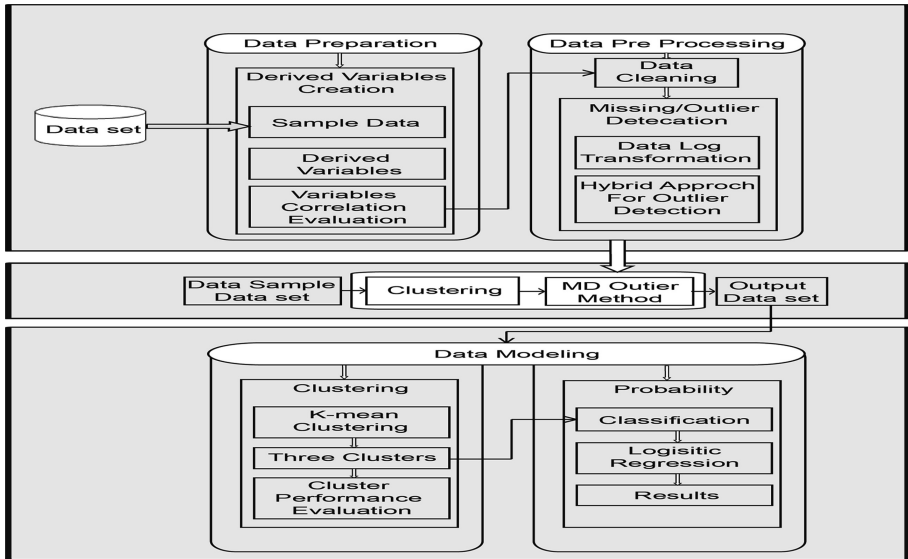 Data Preparation
Derived Variables
Creation
Data set
Sample Data
Derived
Variables
Variables
Correlation
Evaluation
Data Pre Processing
Data
Cleaning
Missing/Outlier
Detecation
Data Log
Transformation
Hybrid Approch
For Outlier
Detection
Data Sample
Data set
Clustering
MD Outier
Method
Output
Data set
Data Modeling
Clustering
K-mean
Clustering
Three Clusters
Cluster
Performance
Evaluation
Probability
Classification
Logisitic
Regression
Results